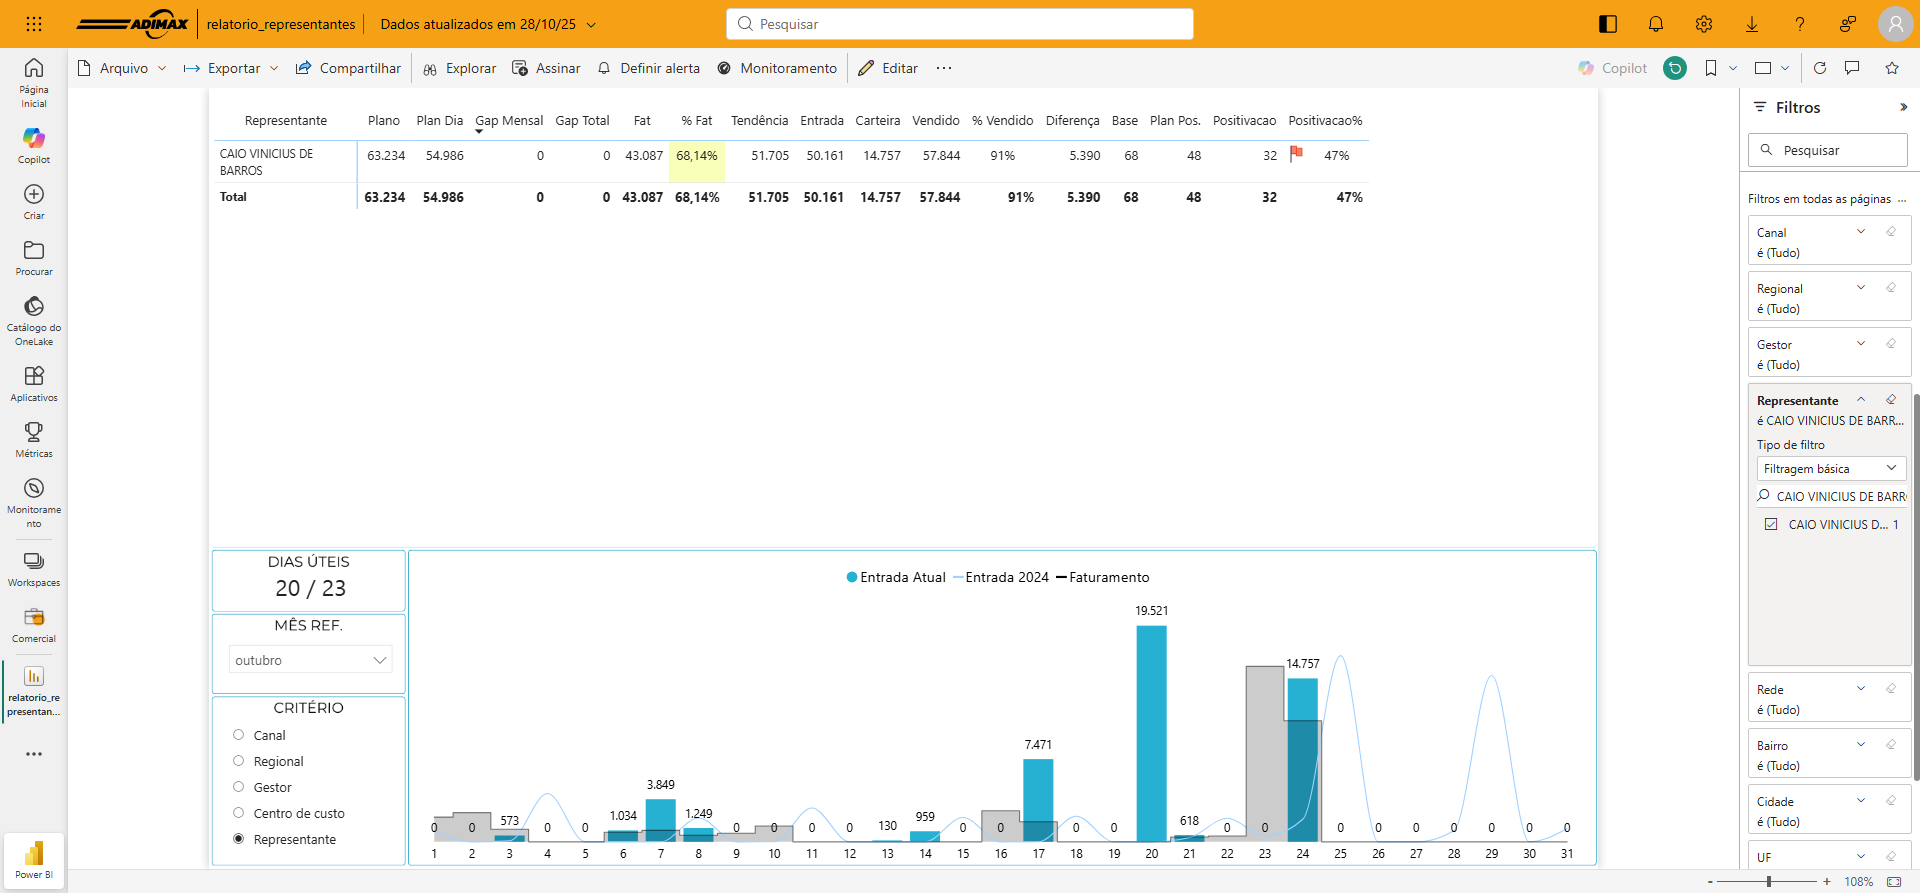 ADIMAX
relatorio_representantes
Dados atualizados em 28/10/25
Pesquisar
Arquivo
Exportar
Compartilhar
Explorar
Assinar
Definir alerta
Monitoramento
Editar
Copilot
Página
Inicial
Copilot
Criar
Procurar
Catálogo do
OneLake
Aplicativos
Métricas
Monitorame
nto
Workspaces
Comercial
relatorio_re
presentan...
Power BI
Representante Plano Plan Dia Gap Mensal Gap Total Fat % Fat Tendência Entrada Carteira Vendido % Vendido Diferença Base Plan Pos. Positivacao Positivacao%
CAIO VINICIUS DE
BARROS
63.234 54.986 0 0 43.087 68,14% 51.705 50.161 14.757 57.844 91% 5.390 68 48 32 47%
Total 63.234 54.986 0 0 43.087 68,14% 51.705 50.161 14.757 57.844 91% 5.390 68 48 32 47%
DIAS ÚTEIS
20 / 23
MÊS REF.
outubro
CRITÉRIO
Canal
Regional
Gestor
Centro de custo
Representante
Entrada Atual Entrada 2024 Faturamento
0 0 573 0 0 1.034 3.849 1.249 0 0 0 0 130 959 0 0 7.471 0 0 19.521 618 0 0 14.757 0 0 0 0 0 0 0
1 2 3 4 5 6 7 8 9 10 11 12 13 14 15 16 17 18 19 20 21 22 23 24 25 26 27 28 29 30 31
Filtros
Pesquisar
Filtros em todas as páginas ...
Canal
é (Tudo)
Regional
é (Tudo)
Gestor
é (Tudo)
Representante
é CAIO VINICIUS DE BARR...
Tipo de filtro
Filtragem básica
CAIO VINICIUS DE BARR
CAIO VINICIUS D... 1
Rede
é (Tudo)
Bairro
é (Tudo)
Cidade
é (Tudo)
UF
- + 108%